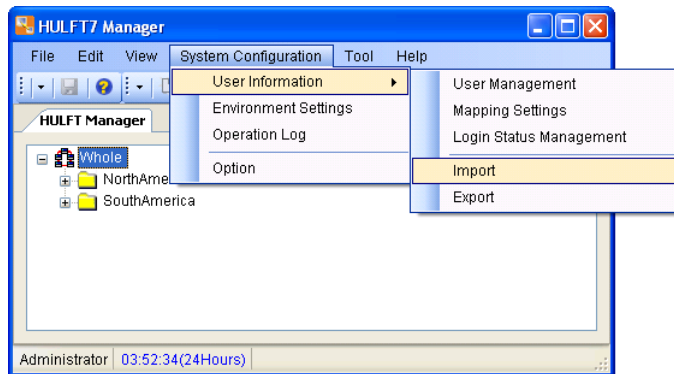 HULFT7 Manager
File Edit View System Configuration Tool Help
User Information
Environment Settings
Operation Log
Option
User Management
Mapping Settings
Login Status Management
Import
Export
HULFT Manager
Whole
NorthAme
SouthAmerica
Administrator 03:52:34(24Hours)